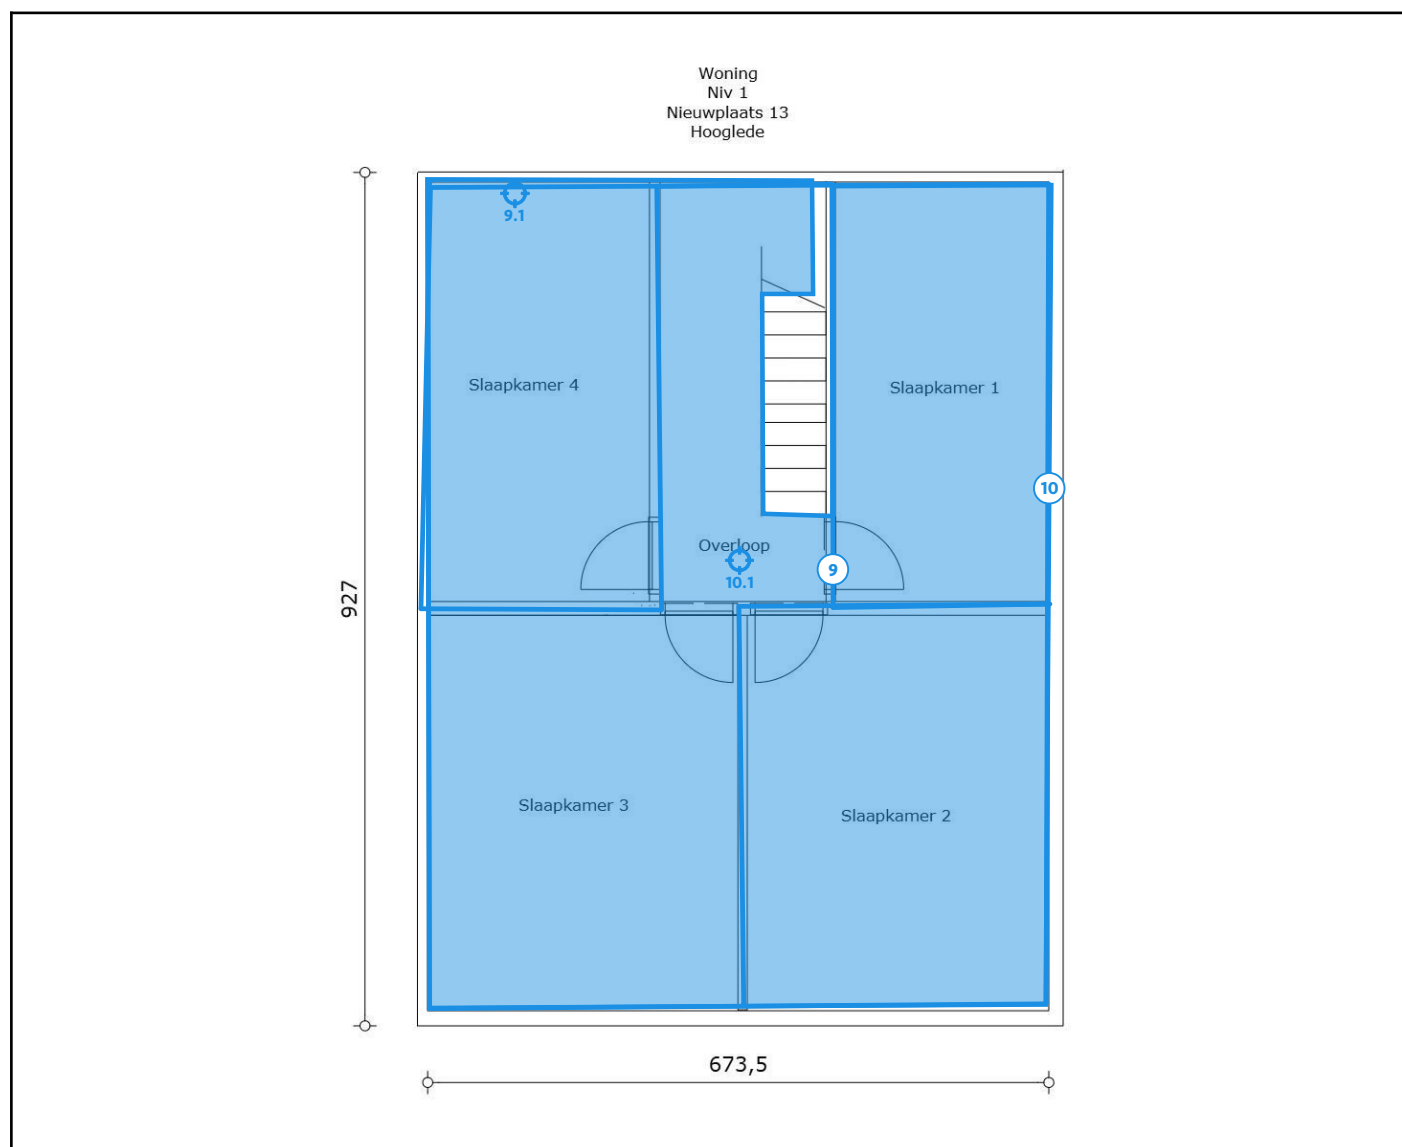 Woning
Niv 1
Nieuwplaats 13
Hooglede
9.1
Slaapkamer 4
Slaapkamer 1
10
Overloop
9
10.1
927
Slaapkamer 3
Slaapkamer 2
673,5